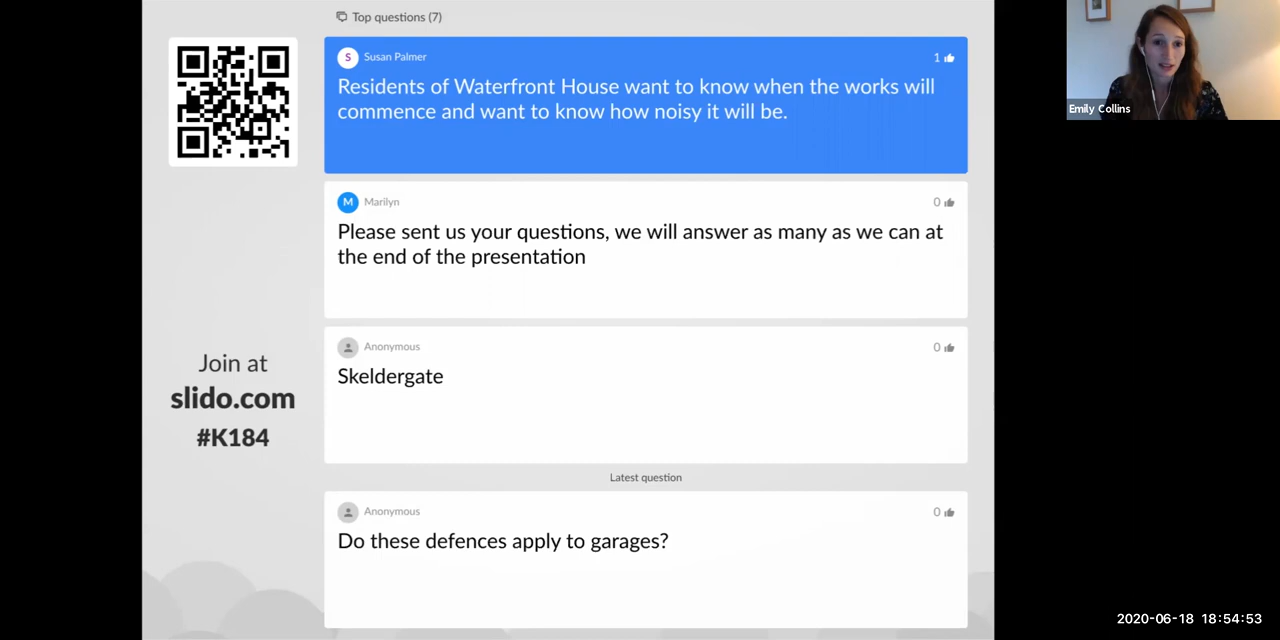 Top questions (7)
S Susan Palmer 1
Residents of Waterfront House want to know when the works will
commence and want to know how noisy it will be.
M Marilyn 0
Please sent us your questions, we will answer as many as we can at
the end of the presentation
Anonymous 0
Skeldergate
Latest question
Anonymous 0
Do these defences apply to garages?
Join at
slido.com
#K184
Emily Collins
2020-06-18 18:54:53